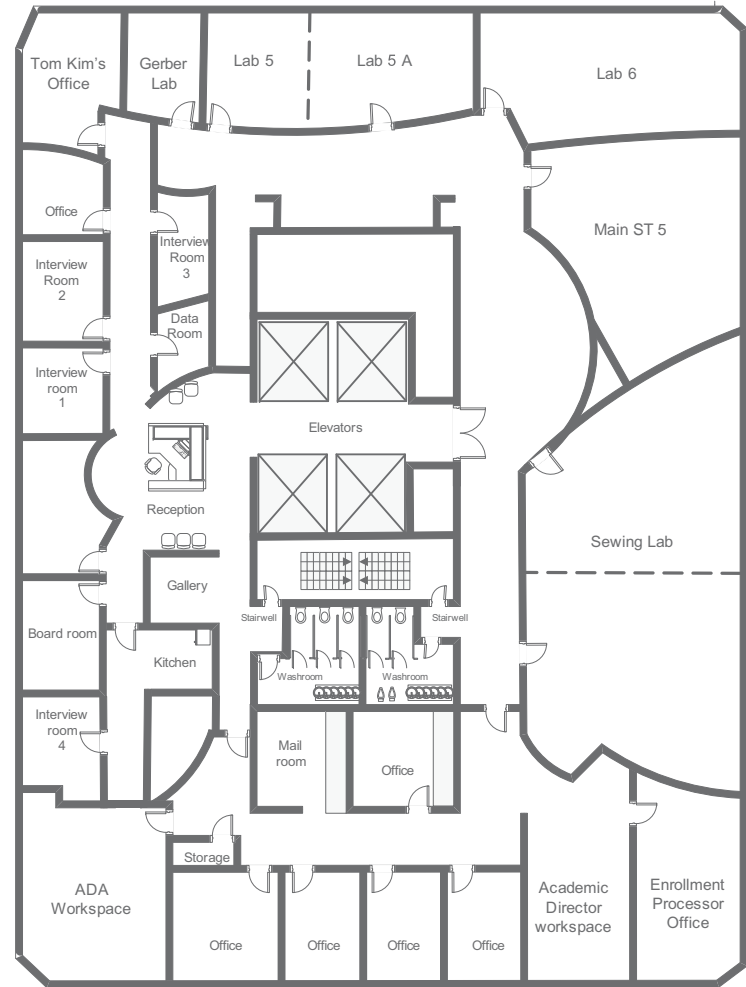 Tom Kim's
Office
Gerber
Lab
Lab 5
Lab 5 A
Lab 6
Office
Interview
Room
3
Main ST 5
Interview
Room
2
Data
Room
Interview
room
1
Elevators
Reception
Sewing Lab
Gallery
Stairwell
Stairwell
Board room
Kitchen
Washroom
Washroom
Interview
room
4
Mail
room
Office
Storage
ADA
Workspace
Office
Office
Office
Office
Academic
Director
workspace
Enrollment
Processor
Office